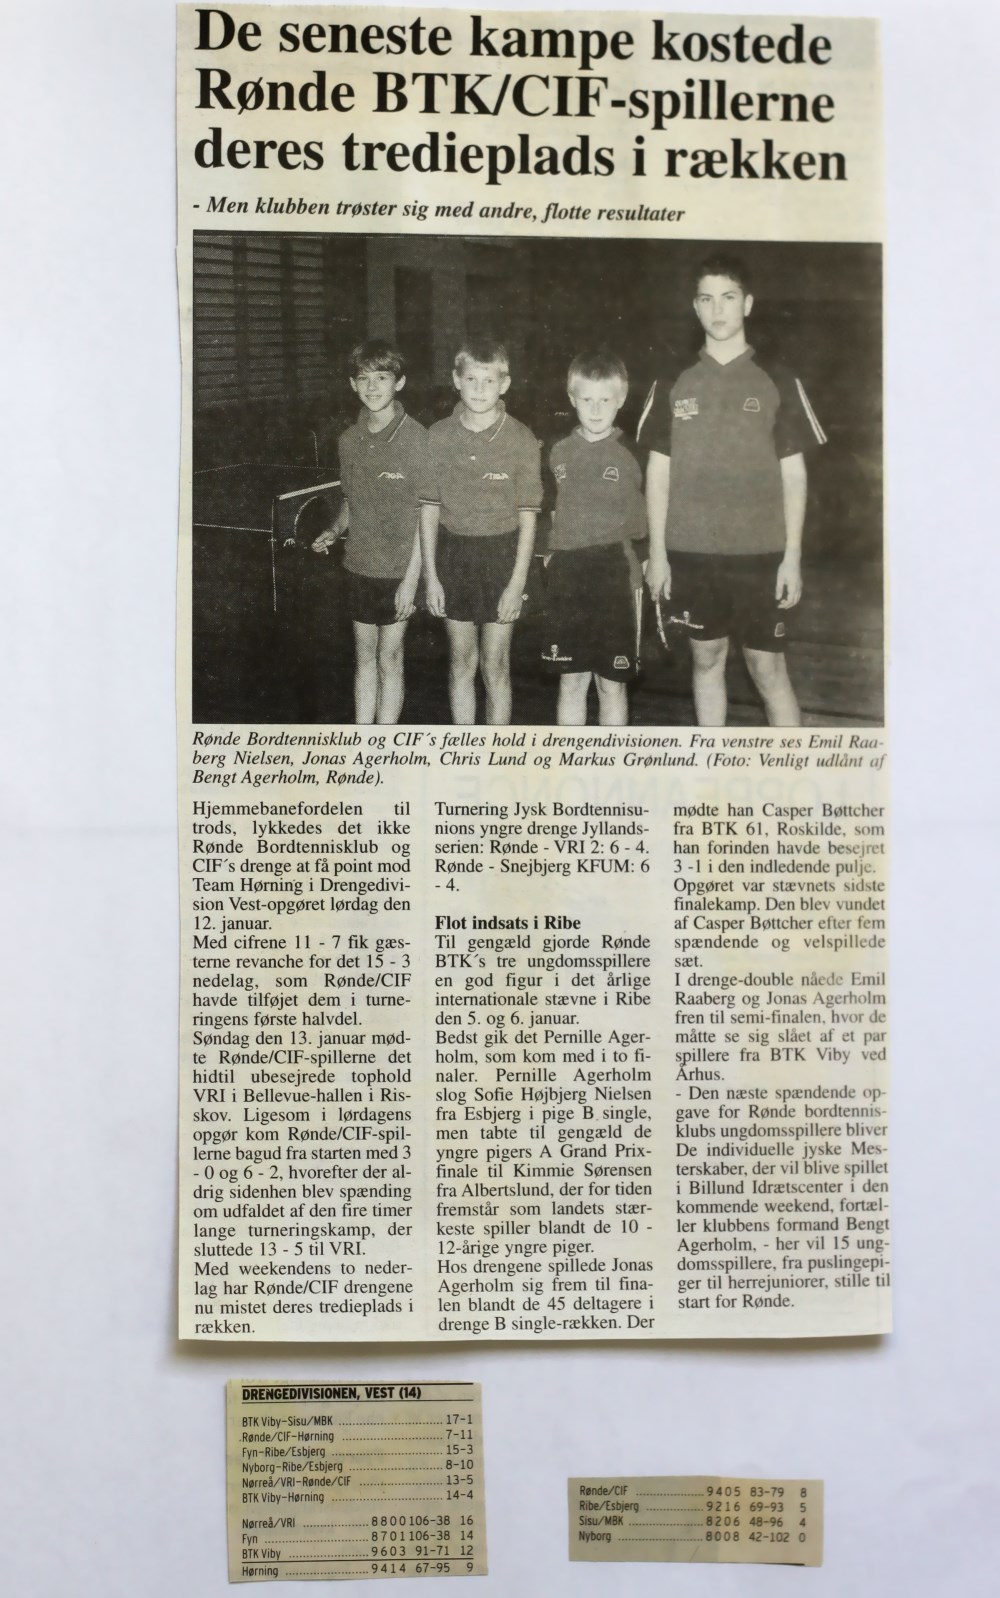 De seneste kampe kostede
Rønde BTK/CIF-spillerne
deres tredieplads i rækken
- Men klubben trøster sig med andre, flotte resultater
STIGA
Rønde Bordtennisklub og CIF´s fælles hold i drengendivisionen. Fra venstre ses Emil Raa-
berg Nielsen, Jonas Agerholm, Chris Lund og Markus Grønlund. (Foto: Venligt udlånt af
Bengt Agerholm, Rønde).
Hjemmebanefordelen til
trods, lykkedes det ikke
Rønde Bordtennisklub og
CIF´s drenge at få point mod
Team Hørning i Drengedivi-
sion Vest-opgøret lørdag den
12. januar.
Med cifrene 11 - 7 fik gæs-
terne revanche for det 15 - 3
nedelag, som Rønde/CIF
havde tilføjet dem i turne-
ringens første halvdel.
Søndag den 13. januar mød-
te Rønde/CIF-spillerne det
hidtil ubesejrede tophold
VRI i Bellevue-hallen i Ris-
skov. Ligesom i lørdagens
opgør kom Rønde/CIF-spil-
lerne bagud fra starten med 3
- 0 og 6 - 2, hvorefter der al-
drig sidenhen blev spænding
om udfaldet af den fire timer
lange turneringskamp, der
sluttede 13 - 5 til VRI.
Med weekendens to neder-
lag har Rønde/CIF drengene
nu mistet deres tredieplads i
rækken.
Turnering Jysk Bordtennisu-
nions yngre drenge Jyllands-
serien: Rønde - VRI 2: 6 - 4.
Rønde - Snejbjerg KFUM: 6
- 4.
Flot indsats i Ribe
Til gengæld gjorde Rønde
BTK´s tre ungdomsspillere
en god figur i det årlige
internationale stævne i Ribe
den 5. og 6. januar.
Bedst gik det Pernille Ager-
holm, som kom med i to fi-
naler. Pernille Agerholm
slog Sofie Højbjerg Nielsen
fra Esbjerg i pige B single,
men tabte til gengæld de
yngre pigers A Grand Prix-
finale til Kimmie Sørensen
fra Albertslund, der for tiden
fremstår som landets stær-
keste spiller blandt de 10 -
12-årige yngre piger.
Hos drengene spillede Jonas
Agerholm sig frem til fina-
len blandt de 45 deltagere i
drenge B single-rækken. Der
mødte han Casper Bøttcher
fra BTK 61, Roskilde, som
han forinden havde besejret
3 -1 i den indledende pulje.
Opgøret var stævnets sidste
finalekamp. Den blev vundet
af Casper Bøttcher efter fem
spændende og velspillede
sæt.
I drenge-double nåede Emil
Raaberg og Jonas Agerholm
fren til semi-finalen, hvor de
måtte se sig slået af et par
spillere fra BTK Viby ved
Århus.
- Den næste spændende op-
gave for Rønde bordtennis-
klubs ungdomsspillere bliver
De individuelle jyske Mes-
terskaber, der vil blive spillet
i Billund Idrætscenter i den
kommende weekend, fortæl-
ler klubbens formand Bengt
Agerholm, - her vil 15 ung-
domsspillere, fra puslingepi-
ger til herrejuniorer, stille til
start for Rønde.
DRENGEDIVISIONEN, VEST (14)
BTK Viby-Sisu/MBK .......................... 17-1
Rønde/CIF-Hørning ......................... 7-11
Fyn-Ribe/Esbjerg ............................ 15-3
Nyborg-Ribe/Esbjerg ........................ 8-10
Nørreå/VRI-Rønde/CIF ...................... 13-5
BTK Viby-Hørning ............................ 14-4
Nørreå/VRI ................ 8 8 0 0 106-38 16
Fyn ............................ 8 7 0 1 106-38 14
BTK Viby .................... 9 6 0 3 91-71 12
Hørning ..................... 9 4 1 4 67-95 9
Rønde/CIF ................... 9 4 0 5 83-79 8
Ribe/Esbjerg ............... 9 2 1 6 69-93 5
Sisu/MBK .................... 8 2 0 6 48-96 4
Nyborg ....................... 8 0 0 8 42-102 0